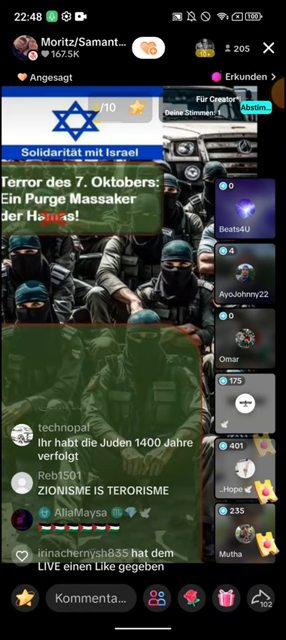 22:48
100
Moritz/Samant...
167.5K
205
Angesagt
Erkunden
/10
Für Creator*
Deine Stimmen: 1
Abstim...
Solidarität mit Israel
Terror des 7. Oktobers:
Ein Purge Massaker
der Hamas!
0
Beats4U
4
AyoJohnny22
0
Omar
175
401
..Hope
235
Mutha
technopal
Ihr habt die Juden 1400 Jahre
verfolgt
Reb1501
ZIONISME IS TERORISME
AliaMaysa
irinachernysh835 hat dem
LIVE einen Like gegeben
Kommenta...
102